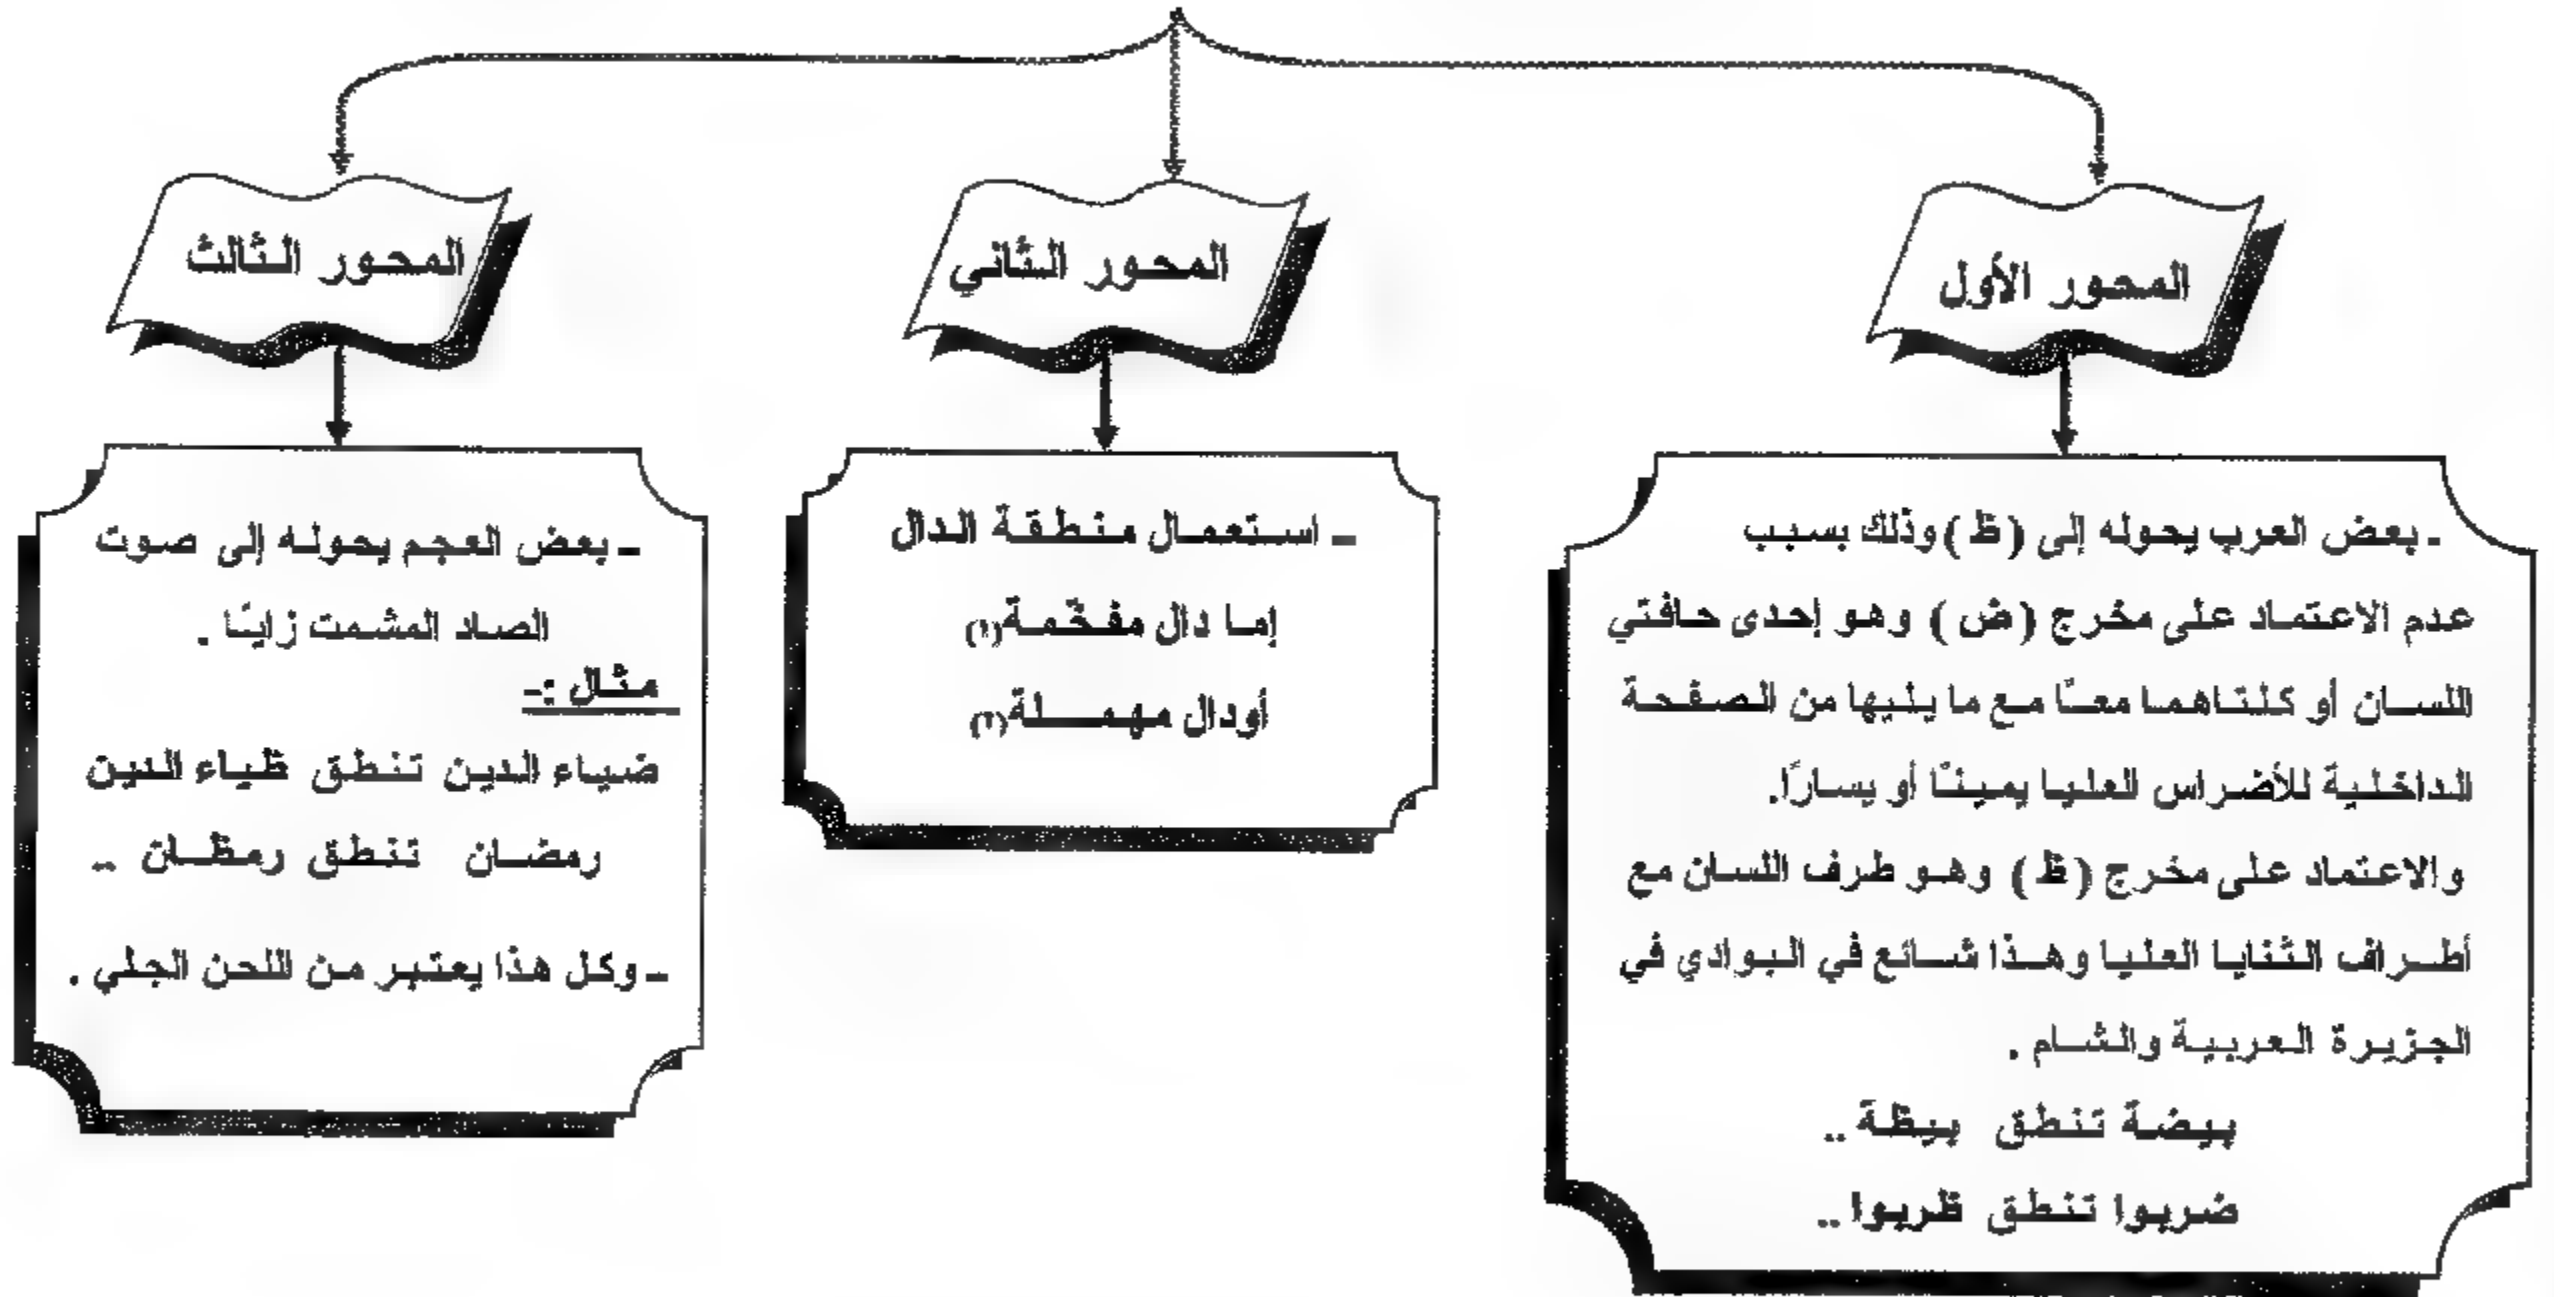 المحور الأول
المحور الثاني
المحور الثالث
- بعض العرب يحوله إلى (ظ) وذلك بسبب
عدم الاعتماد على مخرج (ض) وهو إحدى حافتي
اللسان أو كلتاهما معًا مع ما يليها من الصفحة
الداخلية للأضراس العليا يمينًا أو يسارًا.
والاعتماد على مخرج (ظ) وهو طرف اللسان مع
أطراف الثنايا العليا وهذا شائع في البوادي في
الجزيرة العربية والشام .
بيضة تنطق بيظة ..
ضربوا تنطق ظربوا ..
- استعمال منطقة الدال
إما دال مفخمة(١)
أودال مهملة(٢)
- بعض العجم يحوله إلى صوت
الصاد المشمت زايًا .
مثال :-
ضياء الدين تنطق ظياء الدين
رمضان تنطق رمظان ..
- وكل هذا يعتبر من اللحن الجلي .